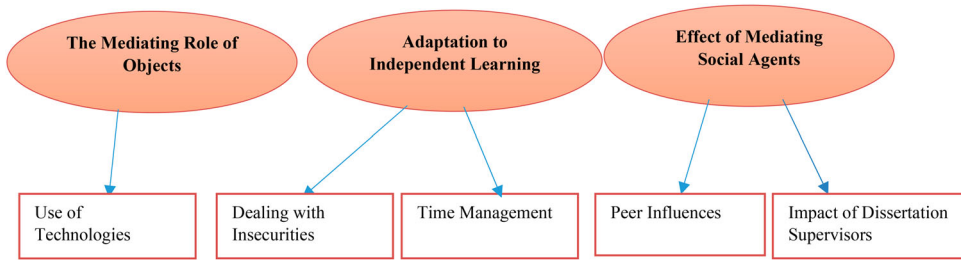 The Mediating Role of
Objects
Adaptation to
Independent Learning
Effect of Mediating
Social Agents
Use of
Technologies
Dealing with
Insecurities
Time Management
Peer Influences
Impact of Dissertation
Supervisors